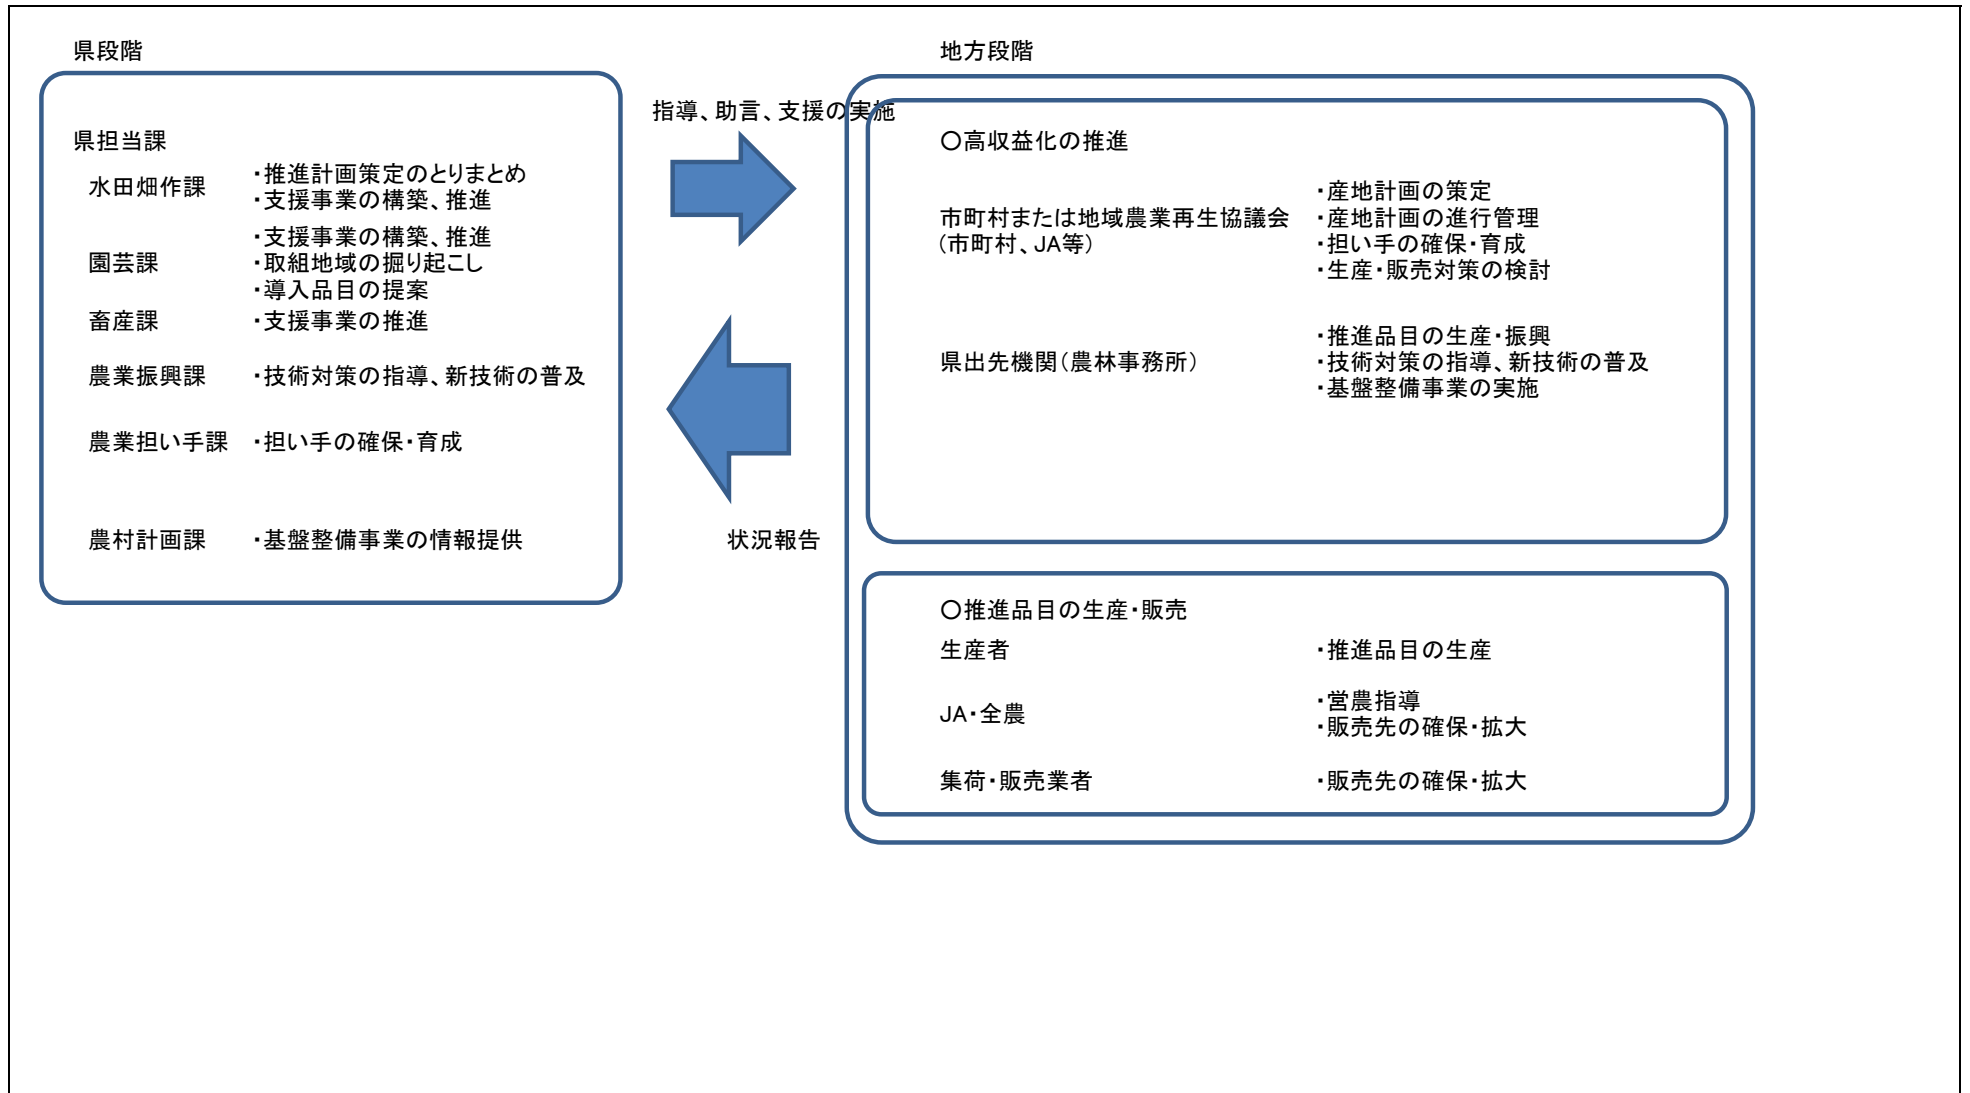 県段階
県担当課
水田畑作課
・推進計画策定のとりまとめ
・支援事業の構築、推進
園芸課
・支援事業の構築、推進
・取組地域の掘り起こし
・導入品目の提案
畜産課
・支援事業の推進
農業振興課
・技術対策の指導、新技術の普及
農業担い手課
・担い手の確保・育成
農村計画課
・基盤整備事業の情報提供
指導、助言、支援の実施
状況報告
地方段階
〇高収益化の推進
市町村または地域農業再生協議会
(市町村、JA等)
・産地計画の策定
・産地計画の進行管理
・担い手の確保・育成
・生産・販売対策の検討
県出先機関(農林事務所)
・推進品目の生産・振興
・技術対策の指導、新技術の普及
・基盤整備事業の実施
〇推進品目の生産・販売
生産者
・推進品目の生産
JA・全農
・営農指導
・販売先の確保・拡大
集荷・販売業者
・販売先の確保・拡大